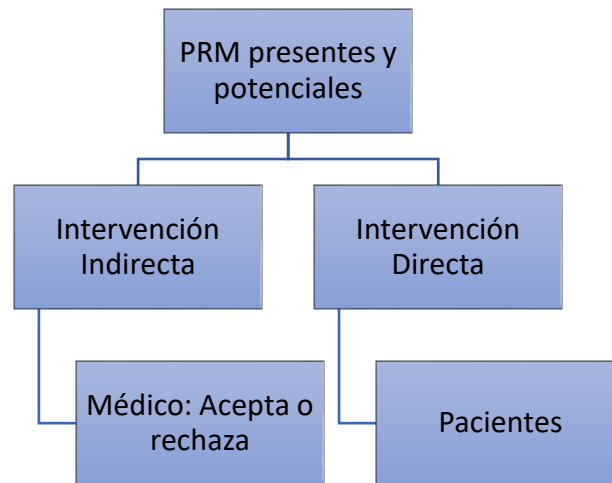 PRM presentes y
potenciales
Intervención
Indirecta
Intervención
Directa
Médico: Acepta o
rechaza
Pacientes